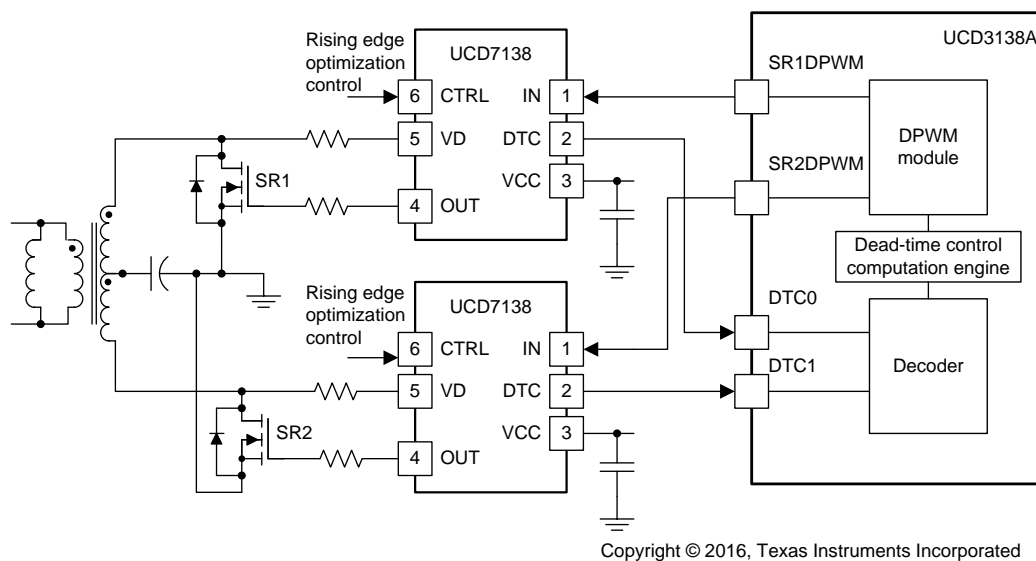 Rising edge
optimization
control
UCD7138
6 CTRL
IN 1
5 VD
DTC 2
VCC 3
4 OUT
SR1
UCD3138A
SR1DPWM
DPWM
module
SR2DPWM
Dead-time control
computation engine
DTC0
DTC1
Decoder
Rising edge
optimization
control
UCD7138
6 CTRL
IN 1
5 VD
DTC 2
VCC 3
4 OUT
SR2
Copyright © 2016, Texas Instruments Incorporated